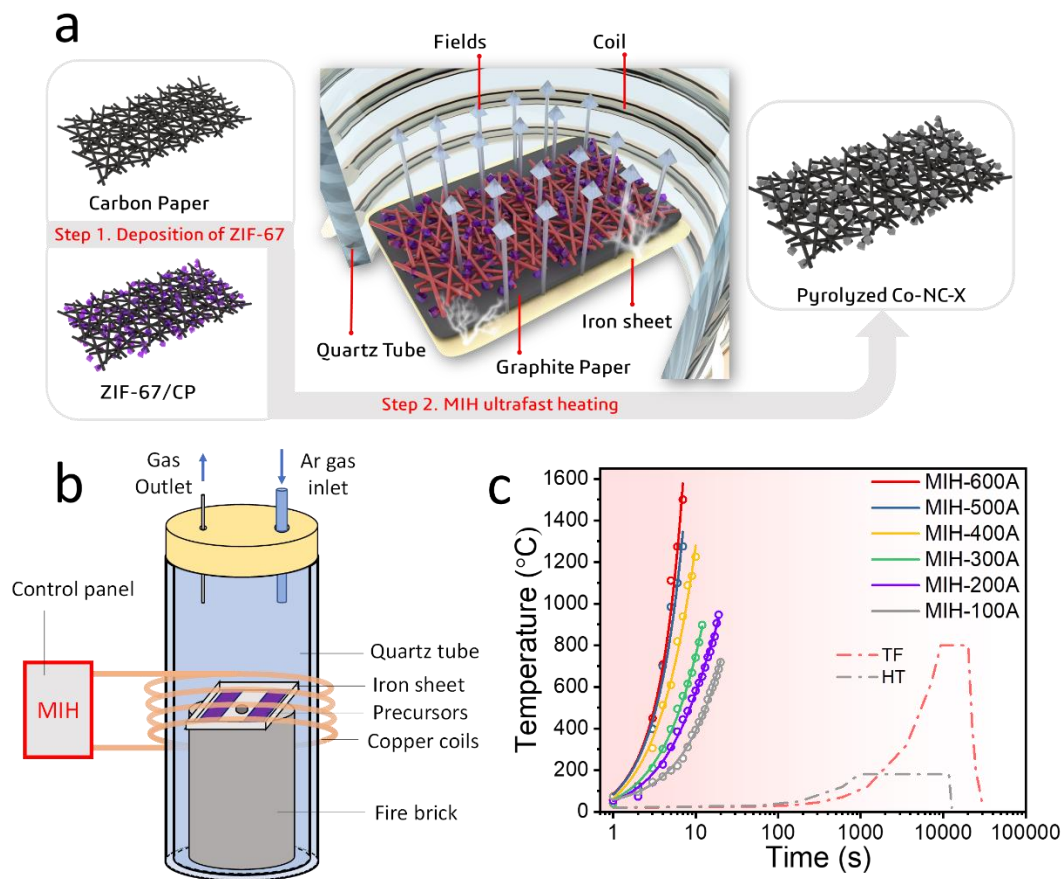 a
Fields
Coil
Carbon Paper
Step 1. Deposition of ZIF-67
ZIF-67/CP
Quartz Tube
Graphite Paper
Iron sheet
Pyrolyzed Co-NC-X
Step 2. MIH ultrafast heating
b
Gas
Outlet
Ar gas
inlet
Control panel
MIH
Quartz tube
Iron sheet
Precursors
Copper coils
Fire brick
c
Temperature (°C)
1600
1400
1200
1000
800
600
400
200
0
MIH-600A
MIH-500A
MIH-400A
MIH-300A
MIH-200A
MIH-100A
TF
HT
1 10 100 1000 10000 100000
Time (s)